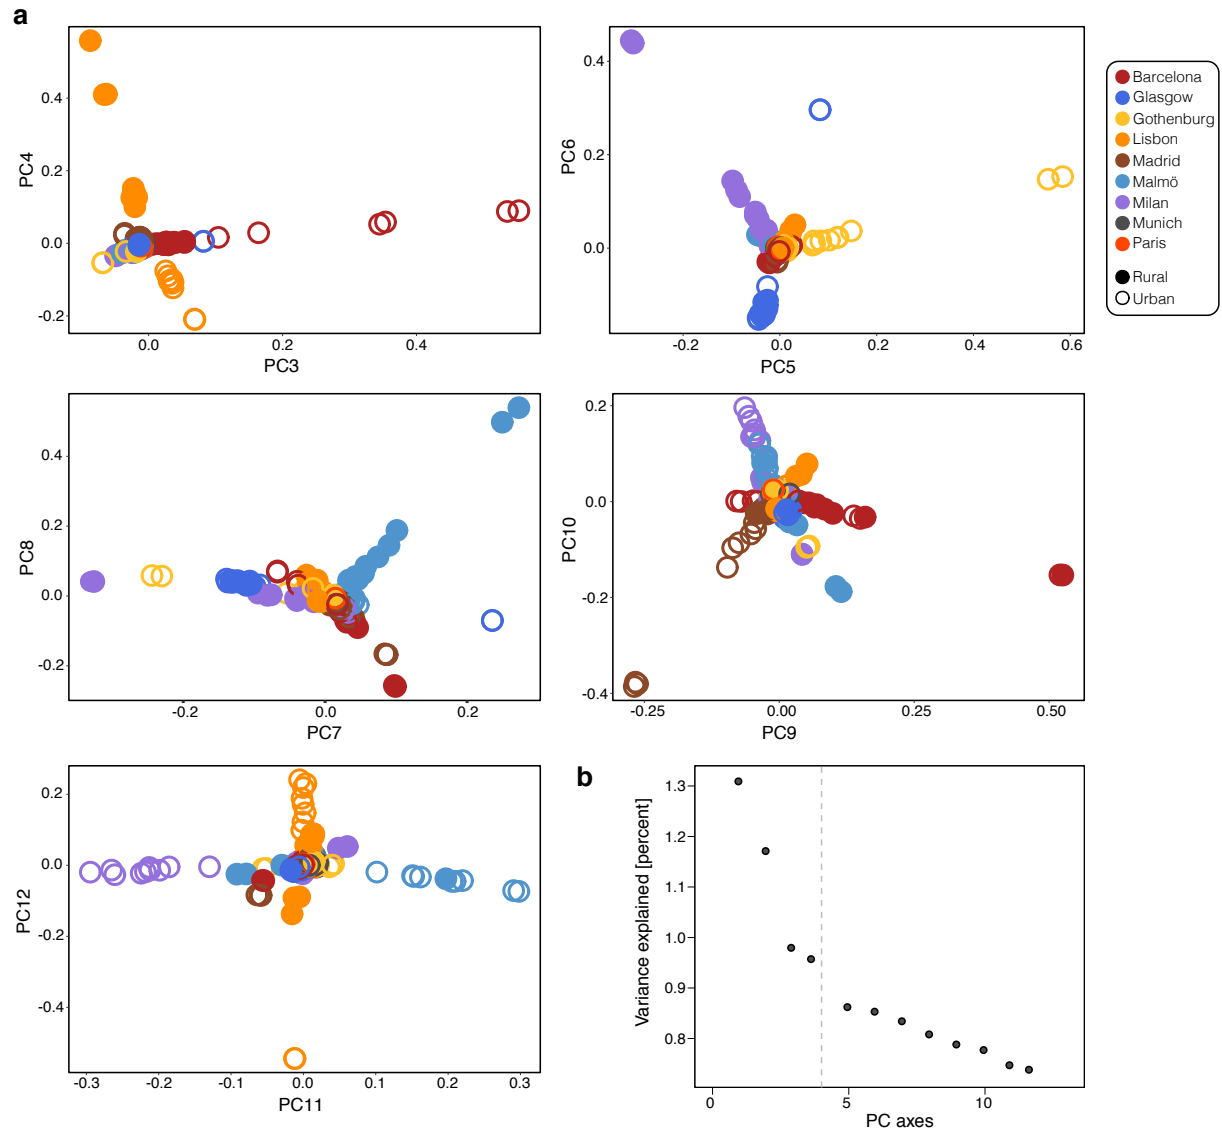 a
0.4
0.2
0.0
-0.2
PC4
0.0
0.2
0.4
PC3
0.4
0.2
0.0
PC6
-0.2
0.0
0.2
0.4
0.6
PC5
Barcelona
Glasgow
Gothenburg
Lisbon
Madrid
Malmö
Milan
Munich
Paris
Rural
Urban
0.4
0.2
0.0
-0.2
PC8
-0.2
0.0
0.2
PC7
0.2
0.0
-0.2
-0.4
PC10
-0.25
0.00
0.25
0.50
PC9
0.2
0.0
-0.2
-0.4
PC12
-0.3
-0.2
-0.1
0.0
0.1
0.2
0.3
PC11
b
1.3
1.2
1.1
1.0
0.9
0.8
Variance explained [percent]
0
5
10
PC axes